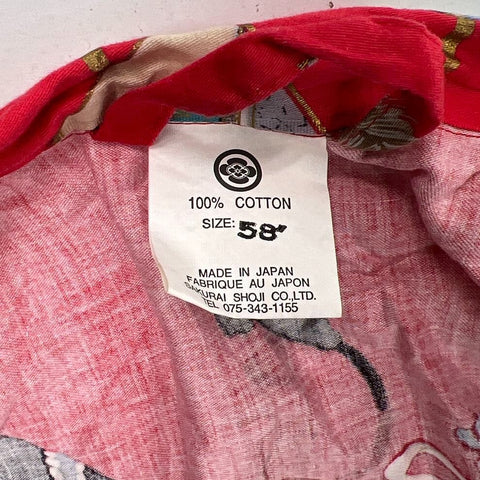 100% COTTON
SIZE: 58"
MADE IN JAPAN
FABRIQUE AU JAPON
SAKURAI SHOJI CO.,LTD.
TEL 075-343-1155